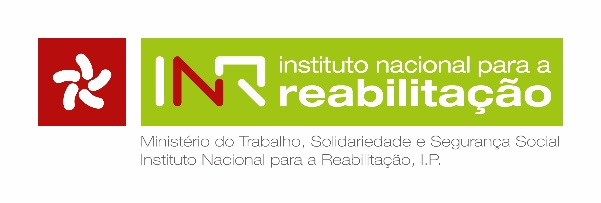 INR instituto nacional para a
reabilitação
Ministério do Trabalho, Solidariedade e Segurança Social
Instituto Nacional para a Reabilitação, I.P.